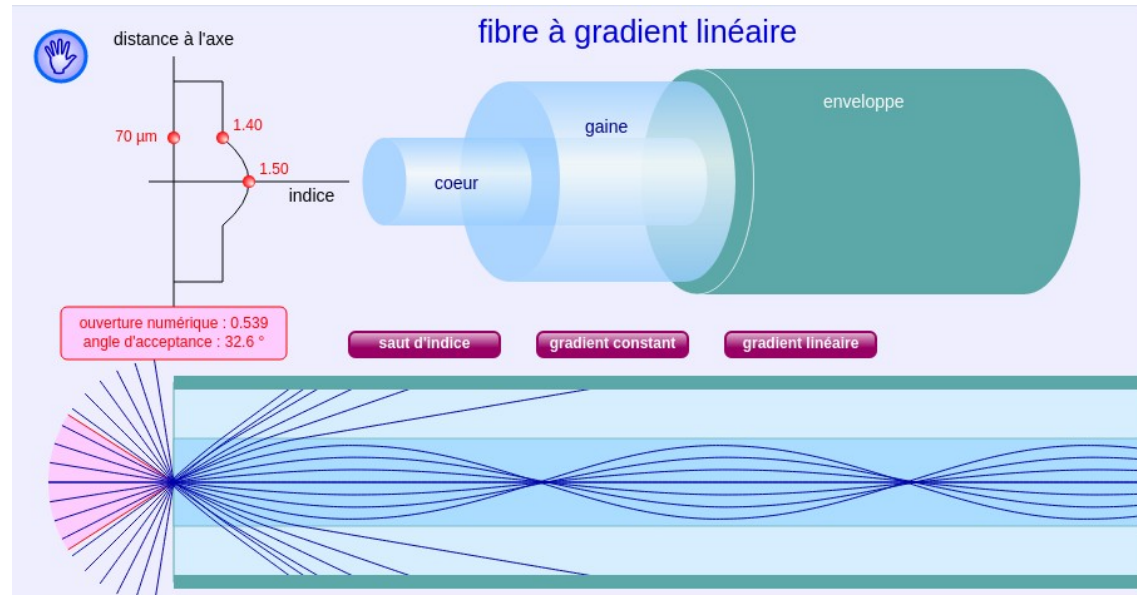 fibre à gradient linéaire
distance à l'axe
enveloppe
gaine
1.40
70 µm
1.50
coeur
indice
ouverture numérique : 0.539
angle d'acceptance : 32.6 °
saut d'indice
gradient constant
gradient linéaire